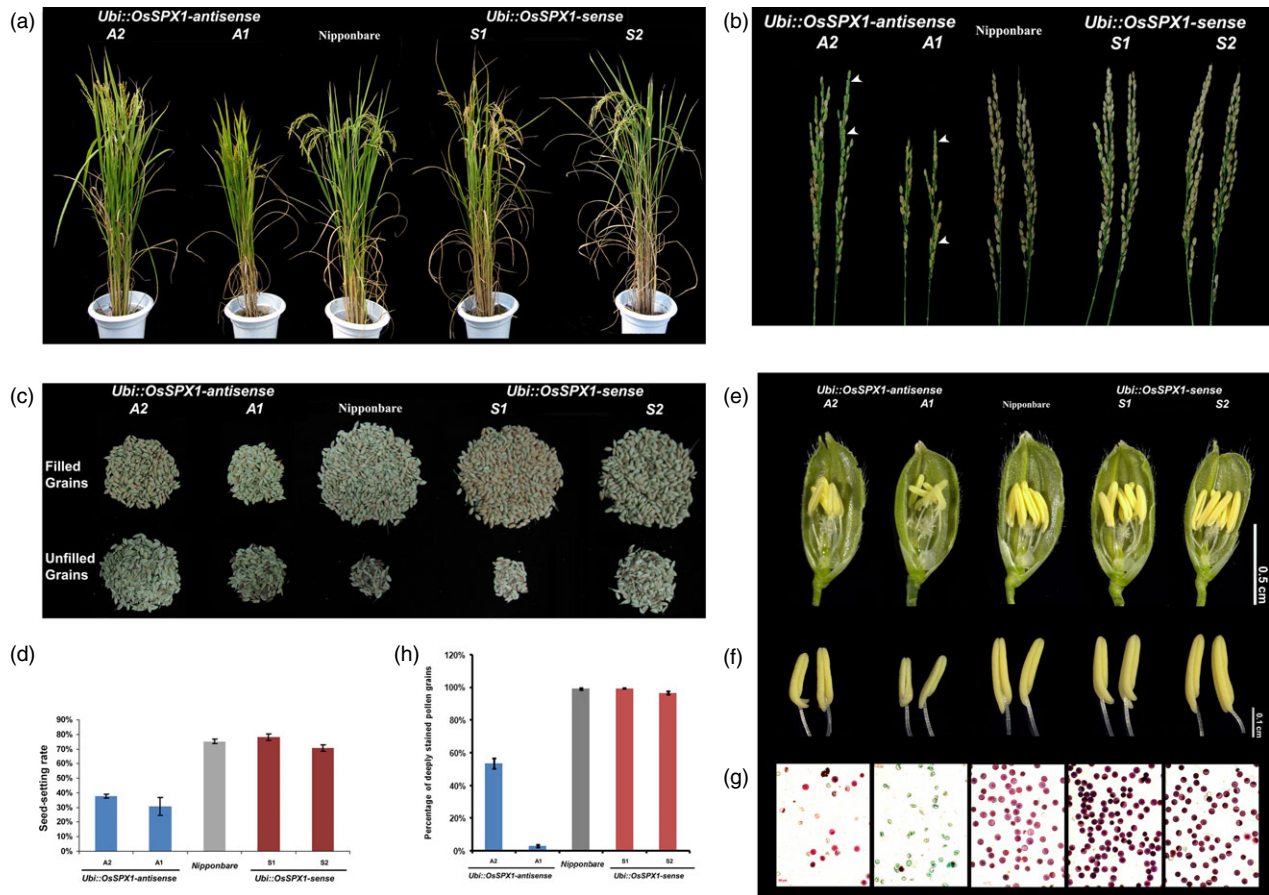 (a)
Ubi::OsSPX1-antisense
Ubi::OsSPX1-sense
A2
A1
Nipponbare
S1
S2
(b)
Ubi::OsSPX1-antisense
Ubi::OsSPX1-sense
A2
A1
Nipponbare
S1
S2
(c)
Ubi::OsSPX1-antisense
Ubi::OsSPX1-sense
A2
A1
Nipponbare
S1
S2
Filled
Grains
Unfilled
Grains
(d)
Seed-setting rate
90%
80%
70%
60%
50%
40%
30%
20%
10%
0%
A2
A1
Nipponbare
S1
S2
Ubi::OsSPX1-antisense
Ubi::OsSPX1-sense
(h)
Percentage of deeply stained pollen grains
120%
100%
80%
60%
40%
20%
0%
A2
A1
Nipponbare
S1
S2
Ubi::OsSPX1-antisense
Ubi::OsSPX1-sense
(e)
Ubi::OsSPX1-antisense
Ubi::OsSPX1-sense
A2
A1
Nipponbare
S1
S2
0.5 cm
(f)
0.1 cm
(g)